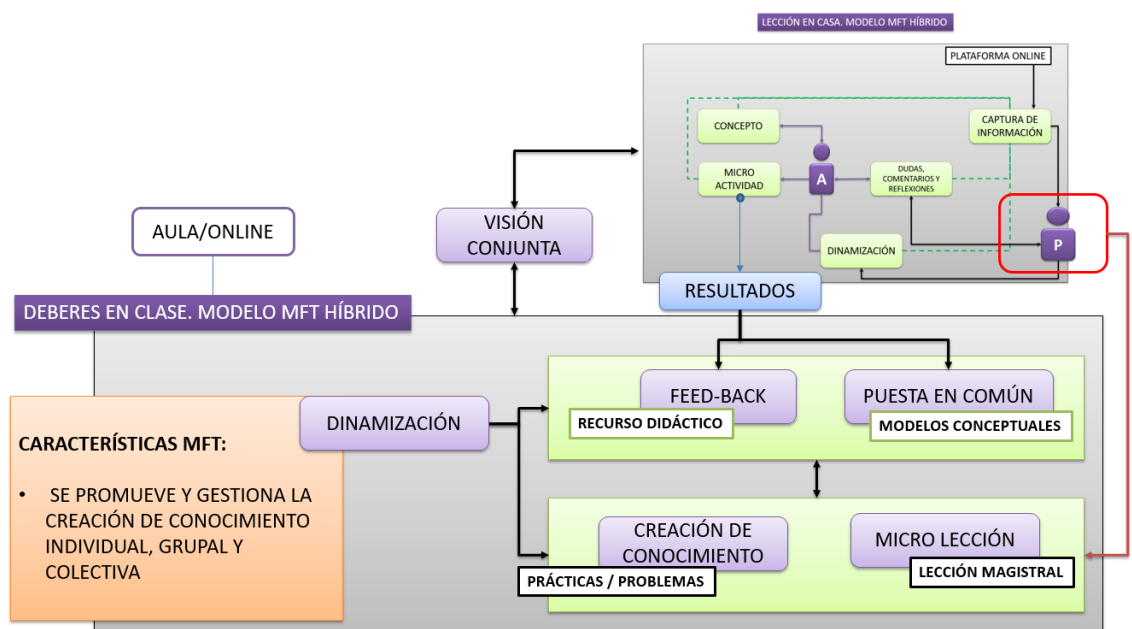 LECCIÓN EN CASA. MODELO MFT HÍBRIDO
PLATAFORMA ONLINE
CONCEPTO
CAPTURA DE
INFORMACIÓN
MICRO
ACTIVIDAD
A
DUDAS,
COMENTARIOS Y
REFLEXIONES
P
DINAMIZACIÓN
VISIÓN
CONJUNTA
AULA/ONLINE
RESULTADOS
DEBERES EN CLASE. MODELO MFT HÍBRIDO
FEED-BACK
RECURSO DIDÁCTICO
PUESTA EN COMÚN
MODELOS CONCEPTUALES
DINAMIZACIÓN
CARACTERÍSTICAS MFT:
• SE PROMUEVE Y GESTIONA LA
CREACIÓN DE CONOCIMIENTO
INDIVIDUAL, GRUPAL Y
COLECTIVA
CREACIÓN DE
CONOCIMIENTO
PRÁCTICAS / PROBLEMAS
MICRO LECCIÓN
LECCIÓN MAGISTRAL